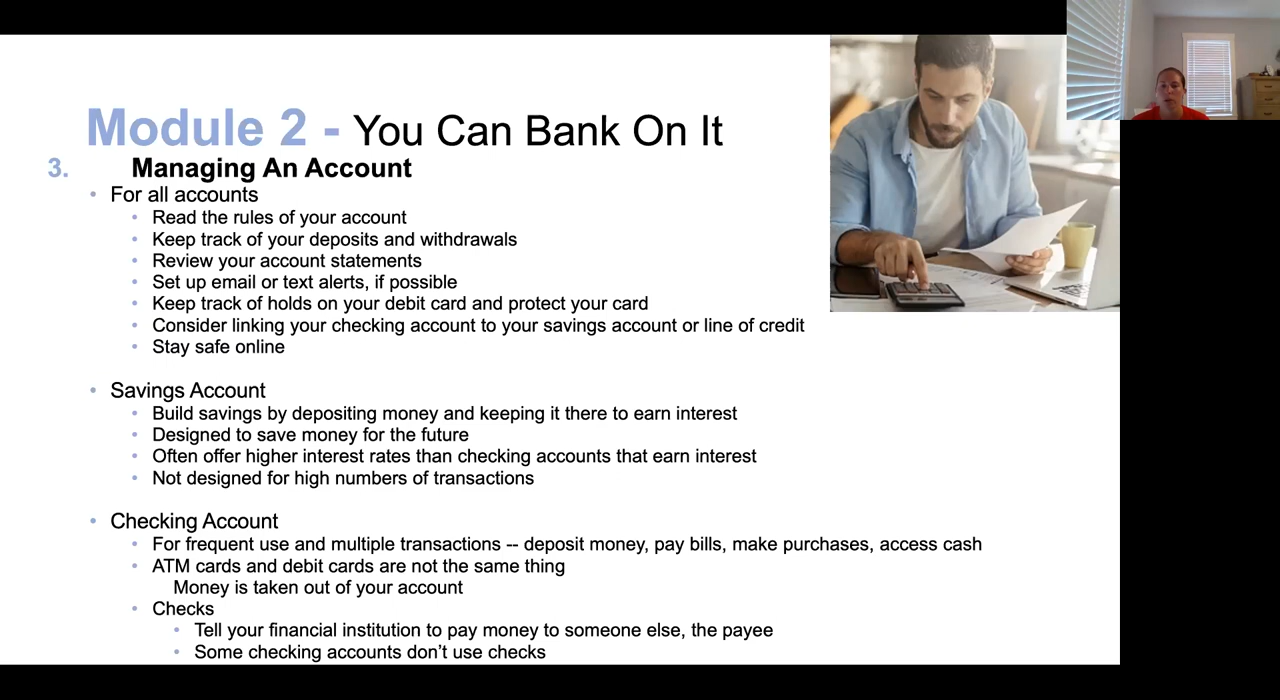 Module 2 - You Can Bank On It
3. Managing An Account
• For all accounts
• Read the rules of your account
• Keep track of your deposits and withdrawals
• Review your account statements
• Set up email or text alerts, if possible
• Keep track of holds on your debit card and protect your card
• Consider linking your checking account to your savings account or line of credit
• Stay safe online
• Savings Account
• Build savings by depositing money and keeping it there to earn interest
• Designed to save money for the future
• Often offer higher interest rates than checking accounts that earn interest
• Not designed for high numbers of transactions
• Checking Account
• For frequent use and multiple transactions -- deposit money, pay bills, make purchases, access cash
• ATM cards and debit cards are not the same thing
Money is taken out of your account
• Checks
• Tell your financial institution to pay money to someone else, the payee
• Some checking accounts don’t use checks